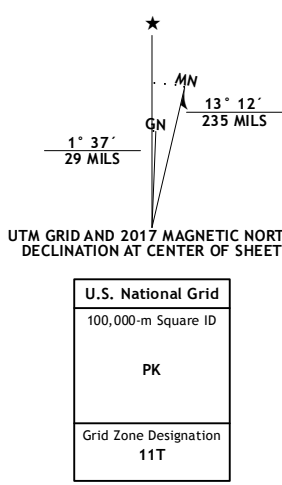 ★
MN
GN
13° 12´
235 MILS
1° 37´
29 MILS
UTM GRID AND 2017 MAGNETIC NORT
DECLINATION AT CENTER OF SHEET
U.S. National Grid
100,000-m Square ID
PK
Grid Zone Designation
11T